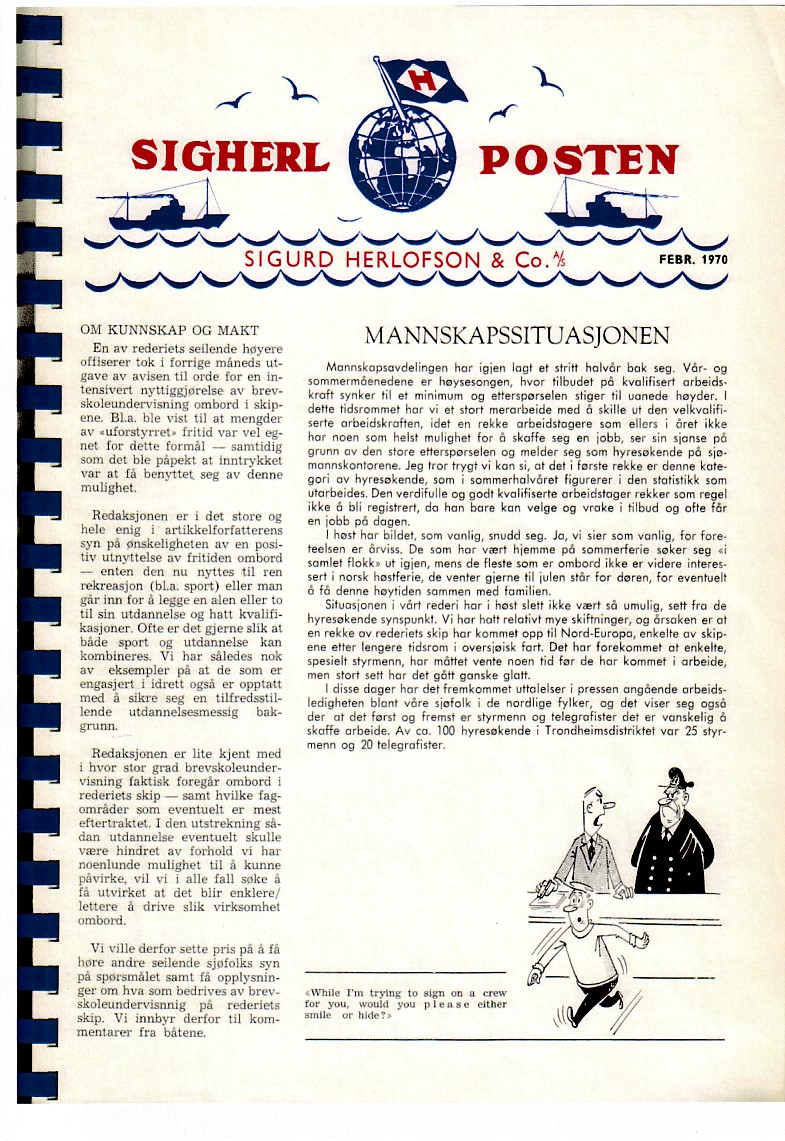 H
SIGHERL POSTEN
SIGURD HERLOFSON & Co. A/S
FEBR. 1970
OM KUNNSKAP OG MAKT
En av rederiets seilende høyere
offiserer tok i forrige måneds ut-
gave av avisen til orde for en in-
tensivert nyttiggjørelse av brev-
skoleundervisning ombord i skip-
ene. Bl.a. ble vist til at mengder
av «uforstyrret» fritid var vel eg-
net for dette formål — samtidig
som det ble påpekt at inntrykket
var at få benyttet seg av denne
mulighet.
Redaksjonen er i det store og
hele enig i artikkelforfatterens
syn på ønskeligheten av en posi-
tiv utnyttelse av fritiden ombord
— enten den nu nyttes til ren
rekreasjon (bl.a. sport) eller man
går inn for å legge en alen eller to
til sin utdannelse og hatt kvalifi-
kasjoner. Ofte er det gjerne slik at
både sport og utdannelse kan
kombineres. Vi har således nok
av eksempler på at de som er
engasjert i idrett også er opptatt
med å sikre seg en tilfredsstil-
lende utdannelsesmessig bak-
grunn.
Redaksjonen er lite kjent med
i hvor stor grad brevskoleunder-
visning faktisk foregår ombord i
rederiets skip — samt hvilke fag-
områder som eventuelt er mest
eftertraktet. I den utstrekning så-
dan utdannelse eventuelt skulle
være hindret av forhold vi har
noenlunde mulighet til å kunne
påvirke, vil vi i alle fall søke å
få utvirket at det blir enklere/
lettere å drive slik virksomhet
ombord.
Vi ville derfor sette pris på å få
høre andre seilende sjøfolks syn
på spørsmålet samt få opplysnin-
ger om hva som bedrives av brev-
skoleundervisnnig på rederiets
skip. Vi innbyr derfor til kom-
mentarer fra båtene.
MANNSKAPSSITUASJONEN
Mannskapsavdelingen har igjen lagt et stritt halvår bak seg. Vår- og
sommermåenedene er høysesongen, hvor tilbudet på kvalifisert arbeids-
kraft synker til et minimum og etterspørselen stiger til uanede høyder. I
dette tidsrommet har vi et stort merarbeide med å skille ut den velkvalifi-
serte arbeidskraften, idet en rekke arbeidstagere som ellers i året ikke
har noen som helst mulighet for å skaffe seg en jobb, ser sin sjanse på
grunn av den store etterspørselen og melder seg som hyresøkende på sjø-
mannskontorene. Jeg tror trygt vi kan si, at det i første rekke er denne kate-
gori av hyresøkende, som i sommerhalvåret figurerer i den statistikk som
utarbeides. Den verdifulle og godt kvalifiserte arbeidstager rekker som regel
ikke å bli registrert, da han bare kan velge og vrake i tilbud og ofte får
en jobb på dagen.
I høst har bildet, som vanlig, snudd seg. Ja, vi sier som vanlig, for fore-
teelsen er årviss. De som har vært hjemme på sommerferie søker seg «i
samlet flokk» ut igjen, mens de fleste som er ombord ikke er videre interes-
sert i norsk høstferie, de venter gjerne til julen står for døren, for eventuelt
å få denne høytiden sammen med familien.
Situasjonen i vårt rederi har i høst slett ikke vært så umulig, sett fra de
hyresøkende synspunkt. Vi har hatt relativt mye skiftninger, og årsaken er at
en rekke av rederiets skip har kommet opp til Nord-Europa, enkelte av skip-
ene etter lengere tidsrom i oversjøisk fart. Det har forekommet at enkelte,
spesielt styrmenn, har måttet vente noen tid før de har kommet i arbeide,
men stort sett har det gått ganske glatt.
I disse dager har det fremkommet uttalelser i pressen angående arbeids-
ledigheten blant våre sjøfolk i de nordlige fylker, og det viser seg også
der at det først og fremst er styrmenn og telegrafister det er vanskelig å
skaffe arbeide. Av ca. 100 hyresøkende i Trondheimsdistriktet var 25 styr-
menn og 20 telegrafister.
«While I'm trying to sign on a crew
for you, would you please either
smile or hide?»